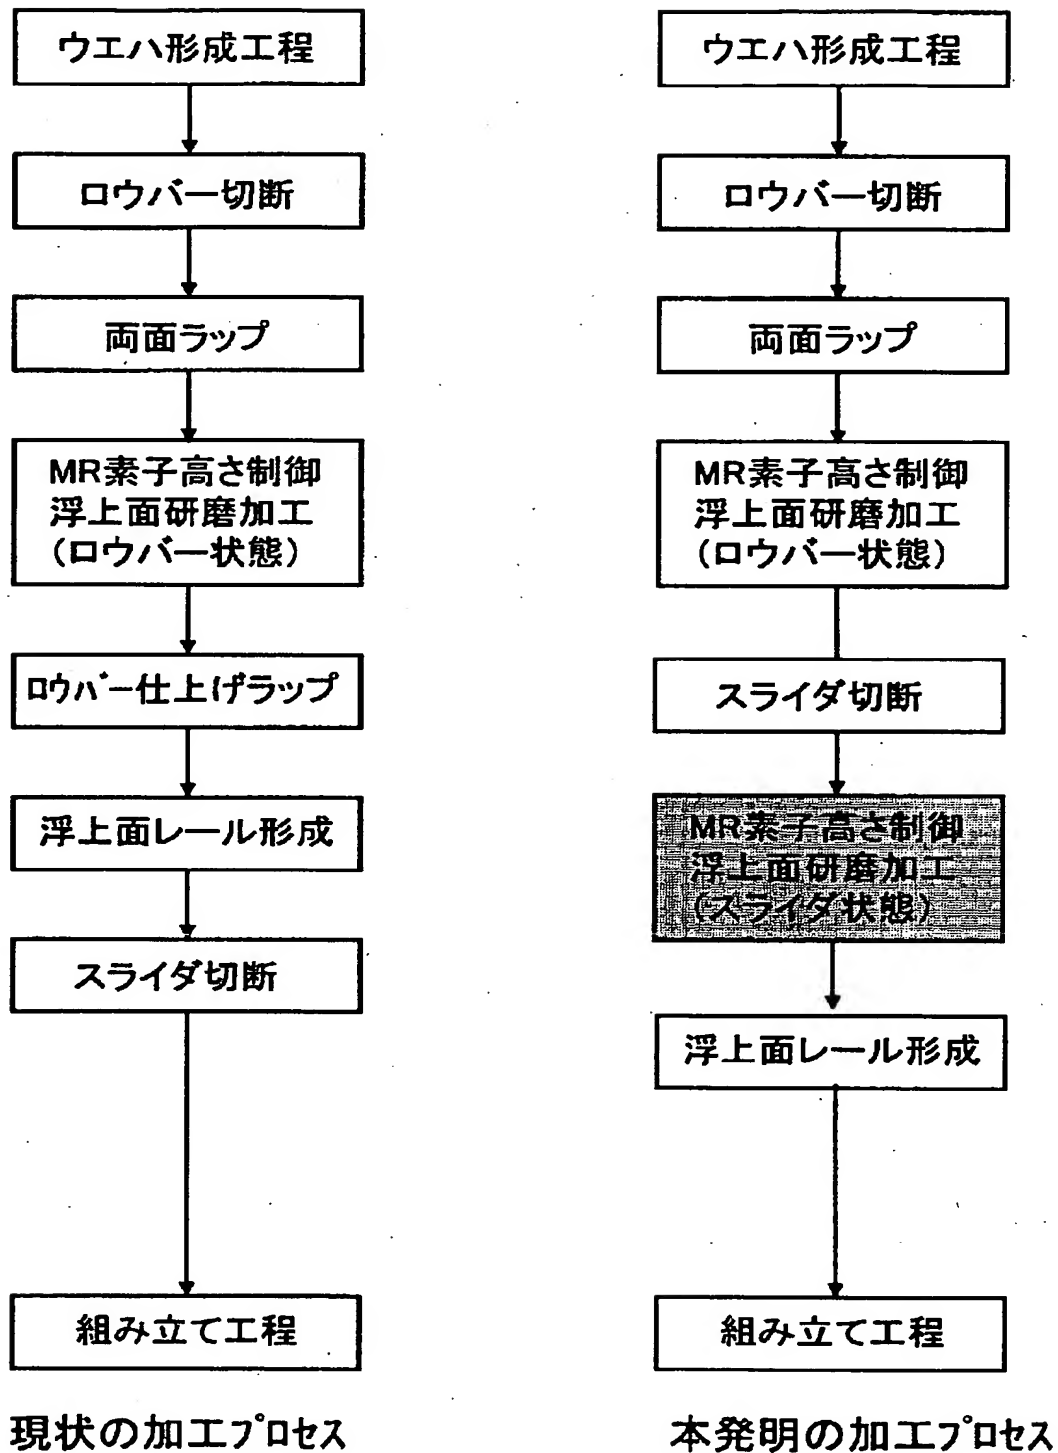 ウエハ形成工程
ロウバー切断
両面ラップ
MR素子高さ制御
浮上面研磨加工
(ロウバー状態)
ロウバー仕上げラップ
浮上面レール形成
スライダ切断
組み立て工程
現状の加工プロセス
ウエハ形成工程
ロウバー切断
両面ラップ
MR素子高さ制御
浮上面研磨加工
(ロウバー状態)
スライダ切断
MR素子高さ制御
浮上面研磨加工
(スライダ状態)
浮上面レール形成
組み立て工程
本発明の加工プロセス